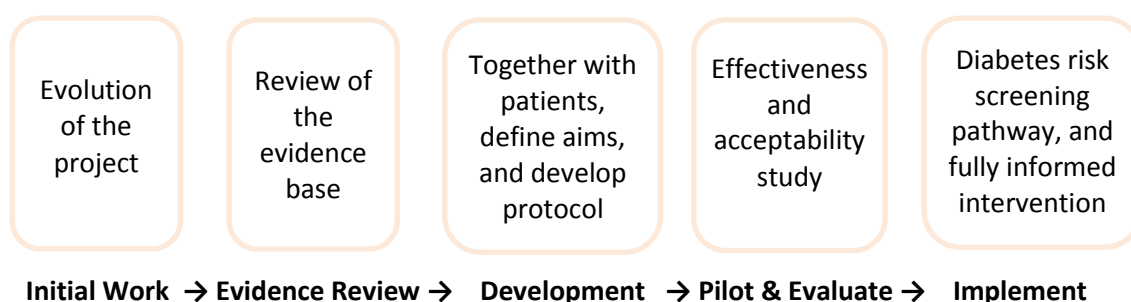 Evolution
of the
project
Review of
the
evidence
base
Together with
patients,
define aims,
and develop
protocol
Effectiveness
and
acceptability
study
Diabetes risk
screening
pathway, and
fully informed
intervention
Initial Work → Evidence Review → Development → Pilot & Evaluate → Implement